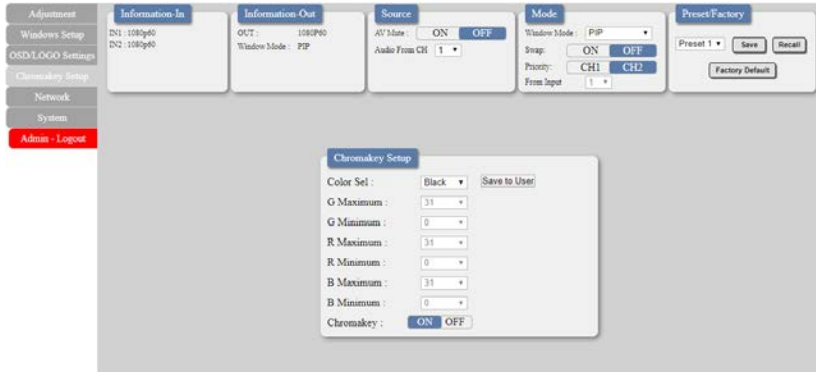 Adjustment
Windows Setup
OSD/LOGO Settings
Chromakey Setup
Network
System
Admin - Logout
Information-In
IN1 : 1080p60
IN2 : 1080p60
Information-Out
OUT : 1080P60
Window Mode : PIP
Source
AV Mute : ON OFF
Audio From CH 1
Mode
Window Mode : PIP
Swap: ON OFF
Priority: CH1 CH2
From Input 1
Preset/Factory
Preset 1 Save Recall
Factory Default
Chromakey Setup
Color Sel : Black Save to User
G Maximum : 31
G Minimum : 0
R Maximum : 31
R Minimum : 0
B Maximum : 31
B Minimum : 0
Chromakey : ON OFF